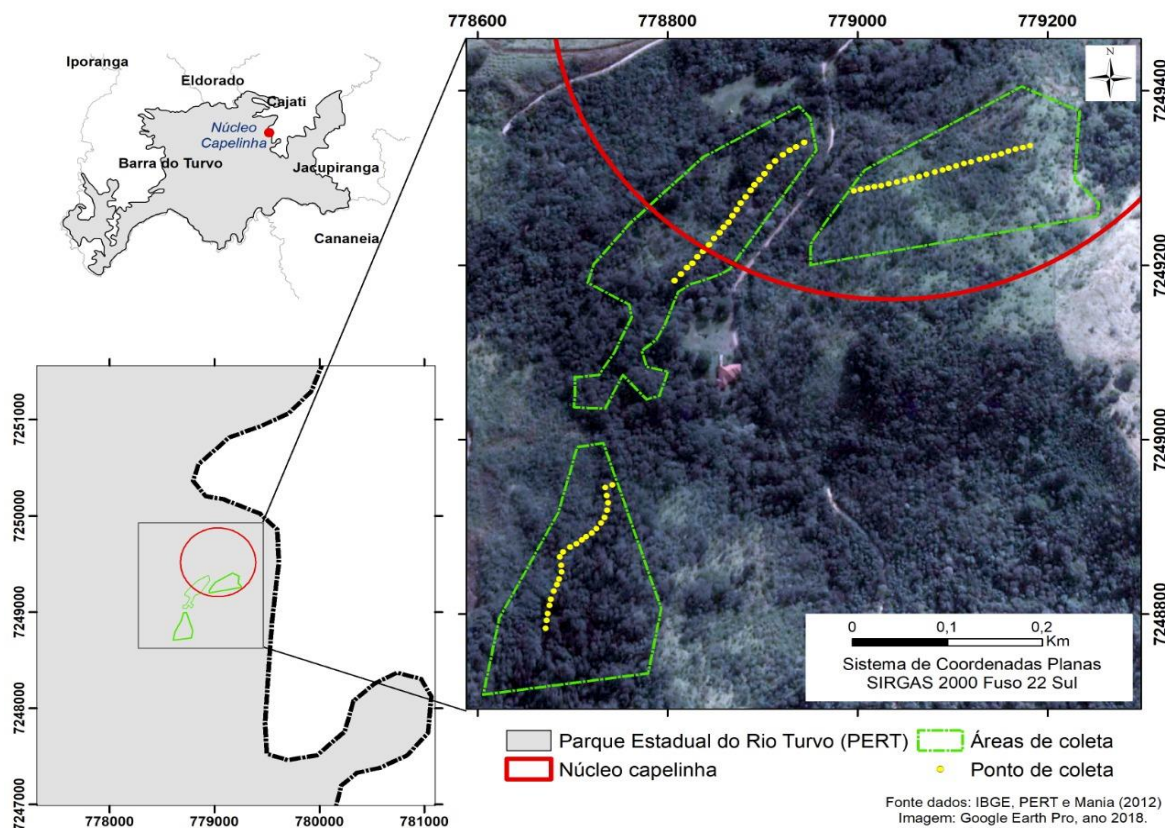 Iporanga
Eldorado
Cajati
Núcleo
Capelinha
Barra do Turvo
Jacupiranga
Cananeia
778600 778800 779000 779200
N
7249400
7249200
7249000
7248800
7251000
7250000
7249000
7248000
7247000
778000 779000 780000 781000
0 0,1 0,2
Km
Sistema de Coordenadas Planas
SIRGAS 2000 Fuso 22 Sul
Parque Estadual do Rio Turvo (PERT)
Áreas de coleta
Núcleo capelinha
Ponto de coleta
Fonte dados: IBGE, PERT e Mania (2012)
Imagem: Google Earth Pro, ano 2018.